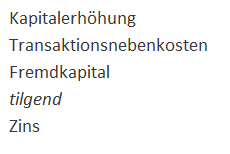 Kapitalerhöhung
Transaktionsnebenkosten
Fremdkapital
tilgend
Zins